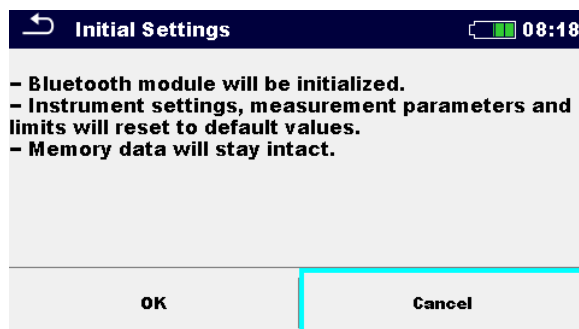 Initial Settings 08:18
– Bluetooth module will be initialized.
– Instrument settings, measurement parameters and
limits will reset to default values.
– Memory data will stay intact.
OK Cancel